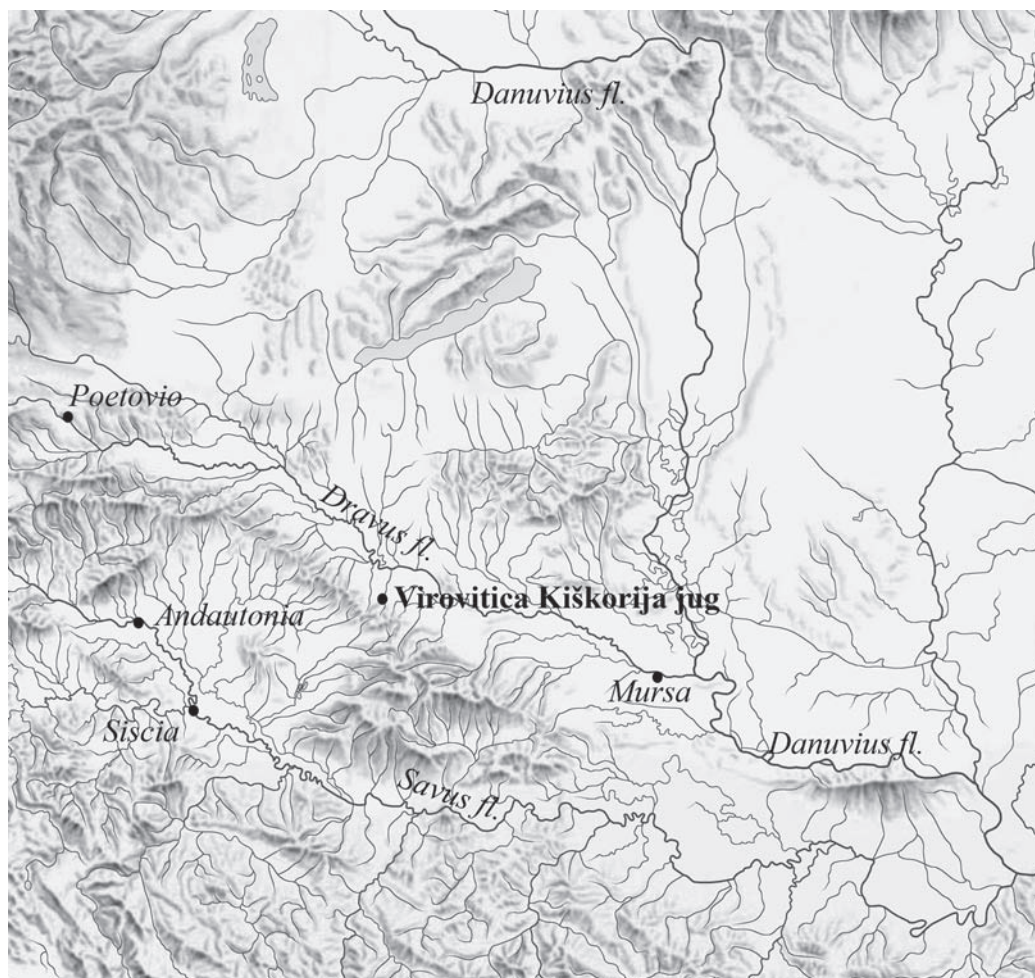 Danuvius fl.
Poetovio
Dravus fl.
Virovitica Kiškorija jug
Andautonia
Mursa
Siscia
Danuvius fl.
Savus fl.